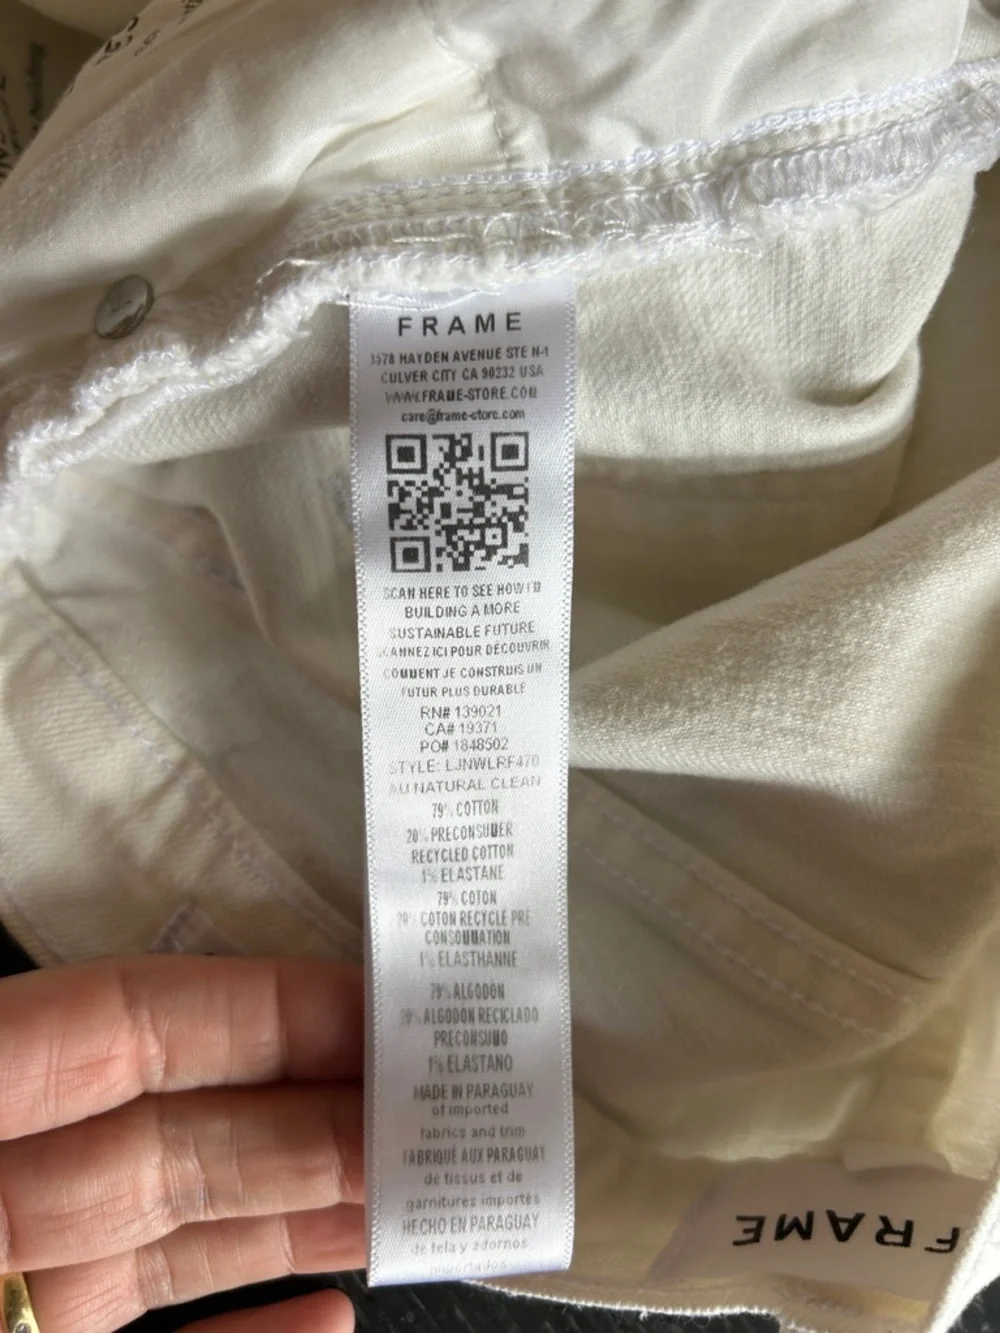 FRAME
3578 HAYDEN AVENUE STE N-1
CULVER CITY CA 90232 USA
WWW.FRAME-STORE.COM
care@frame-store.com
SCAN HERE TO SEE HOW I'M
BUILDING A MORE
SUSTAINABLE FUTURE
SCANNEZ ICI POUR DÉCOUVRIR
COMMENT JE CONSTRUIS UN
FUTUR PLUS DURABLE
RN# 139021
CA# 19371
PO# 1848502
STYLE: LJNWLRF470
AU NATURAL CLEAN
79% COTTON
20% PRECONSUMER
RECYCLED COTTON
1% ELASTANE
79% COTON
20% COTON RECYCLE PRE
CONSOMMATION
1% ELASTHANNE
79% ALGODÓN
20% ALGODÓN RECICLADO
PRECONSUMO
1% ELASTANO
MADE IN PARAGUAY
of imported
fabrics and trim
FABRIQUÉ AUX PARAGUAY
de tissus et de
garnitures importés
HECHO EN PARAGUAY
de tela y adornos
importados
FRAME